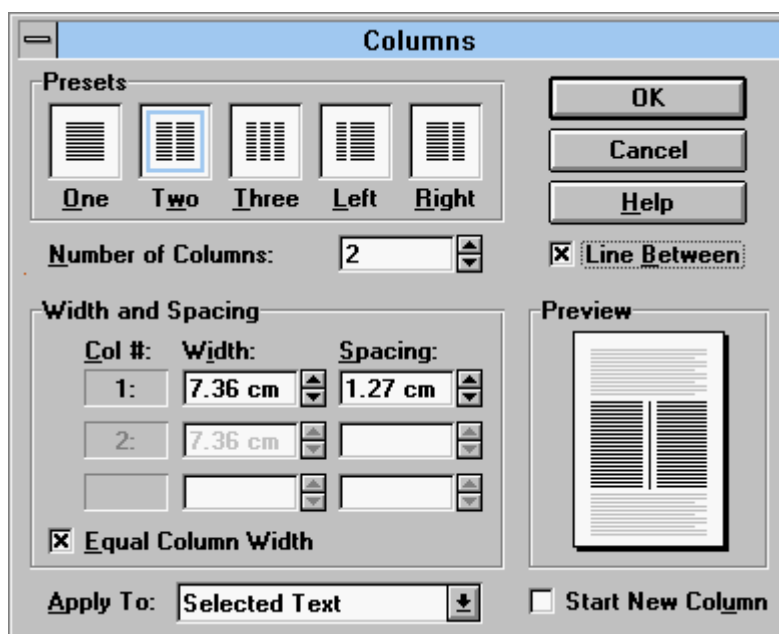 Columns
Presets
One Two Three Left Right
OK
Cancel
Help
Number of Columns: 2
Line Between
Width and Spacing
Col #: Width: Spacing:
1: 7.36 cm 1.27 cm
2: 7.36 cm
Equal Column Width
Preview
Apply To: Selected Text
Start New Column